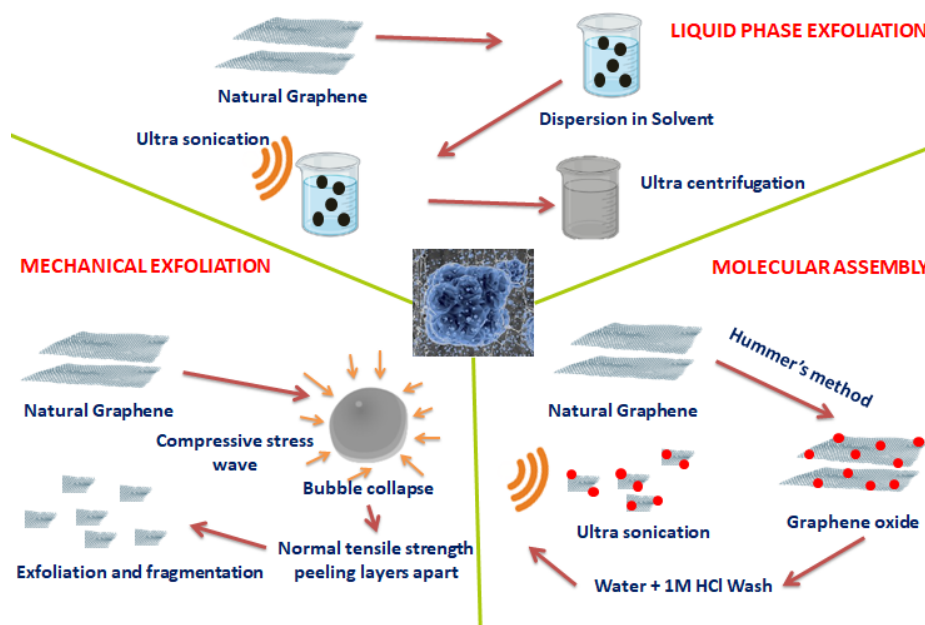 LIQUID PHASE EXFOLIATION
Natural Graphene
Dispersion in Solvent
Ultra sonication
Ultra centrifugation
MECHANICAL EXFOLIATION
Natural Graphene
Compressive stress
wave
Bubble collapse
Normal tensile strength
peeling layers apart
Exfoliation and fragmentation
MOLECULAR ASSEMBLY
Hummer's method
Natural Graphene
Graphene oxide
Ultra sonication
Water + 1M HCl Wash